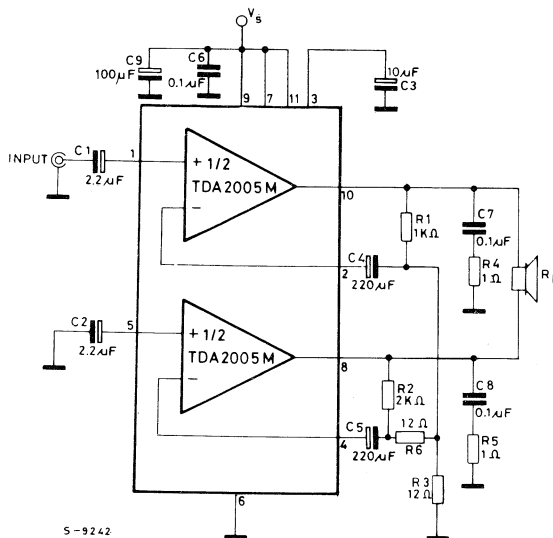 Vs
C9
100µF
C6
0.1µF
10µF
C3
9
7
11
3
INPUT
C1
2.2µF
1
+ 1/2
TDA2005M
−
10
R1
1KΩ
C7
0.1µF
C4
220µF
2
R4
1Ω
C2
2.2µF
5
+ 1/2
TDA2005M
−
8
R2
2KΩ
C8
0.1µF
C5
220µF
4
12Ω
R6
R5
1Ω
R3
12Ω
6
S-9242